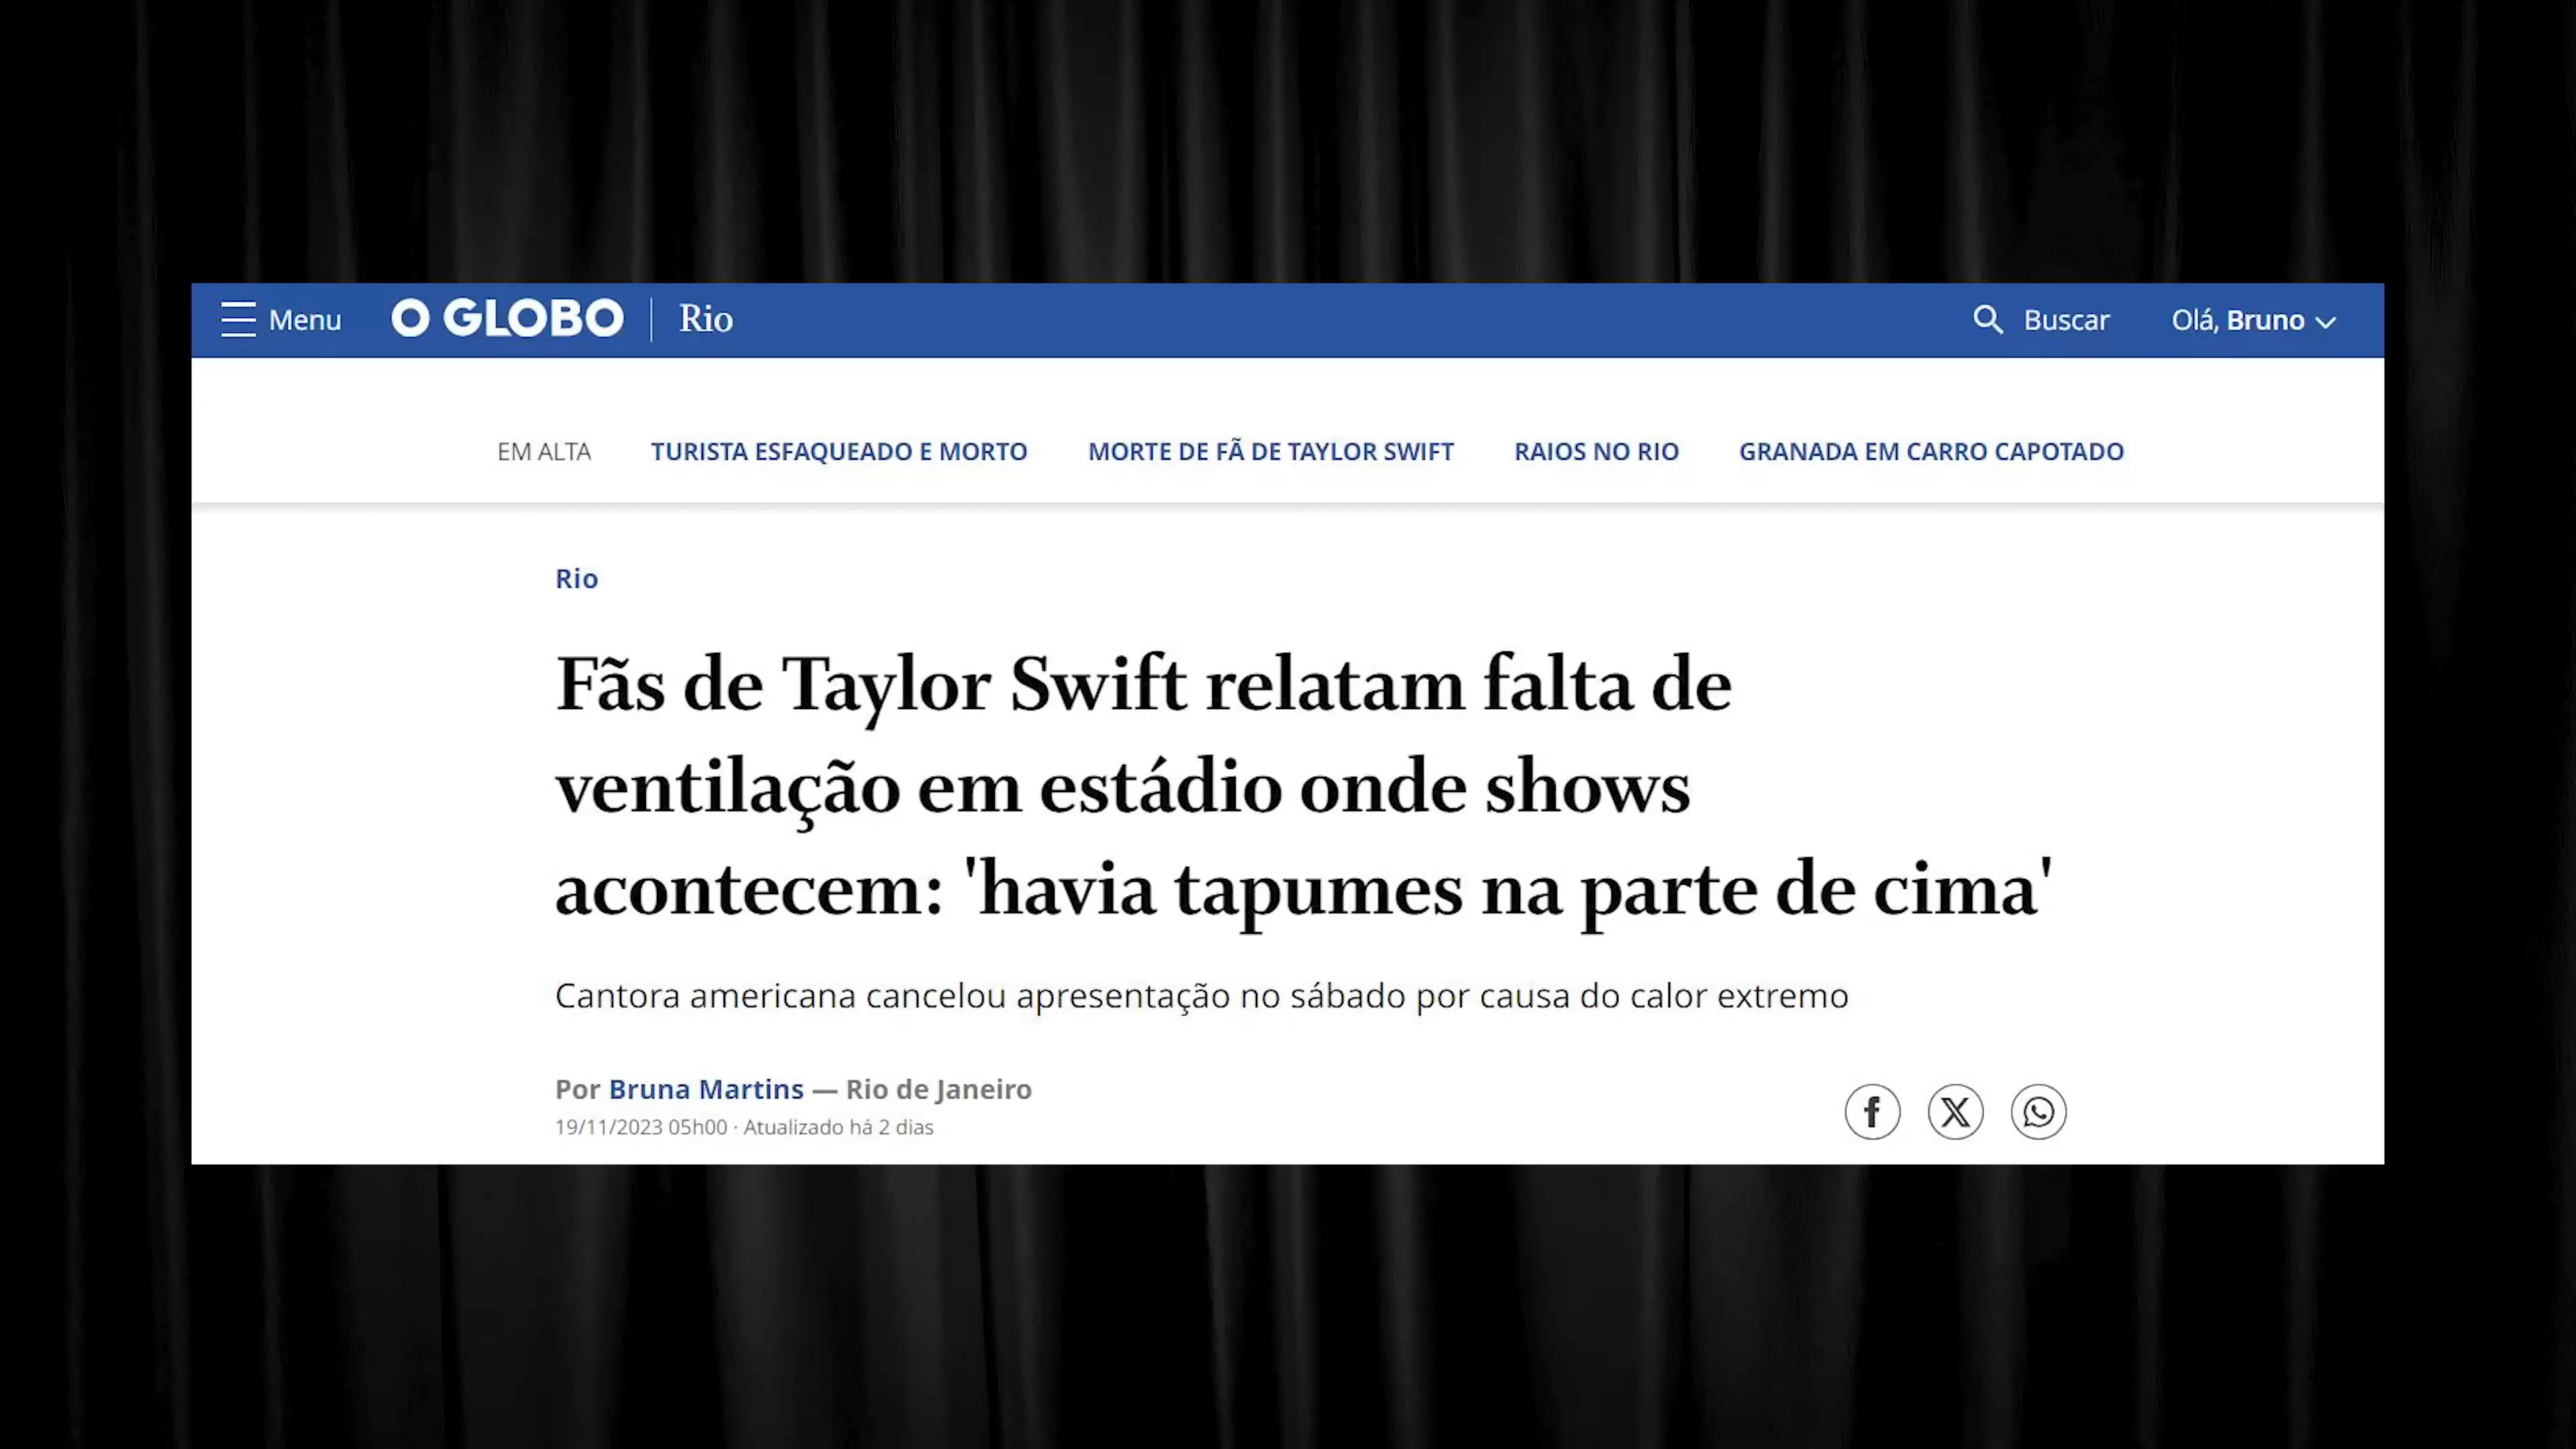 Menu O GLOBO Rio Buscar Olá, Bruno
EM ALTA TURISTA ESFAQUEADO E MORTO MORTE DE FÃ DE TAYLOR SWIFT RAIOS NO RIO GRANADA EM CARRO CAPOTADO
Rio
Fãs de Taylor Swift relatam falta de
ventilação em estádio onde shows
acontecem: 'havia tapumes na parte de cima'
Cantora americana cancelou apresentação no sábado por causa do calor extremo
Por Bruna Martins — Rio de Janeiro
19/11/2023 05h00 · Atualizado há 2 dias